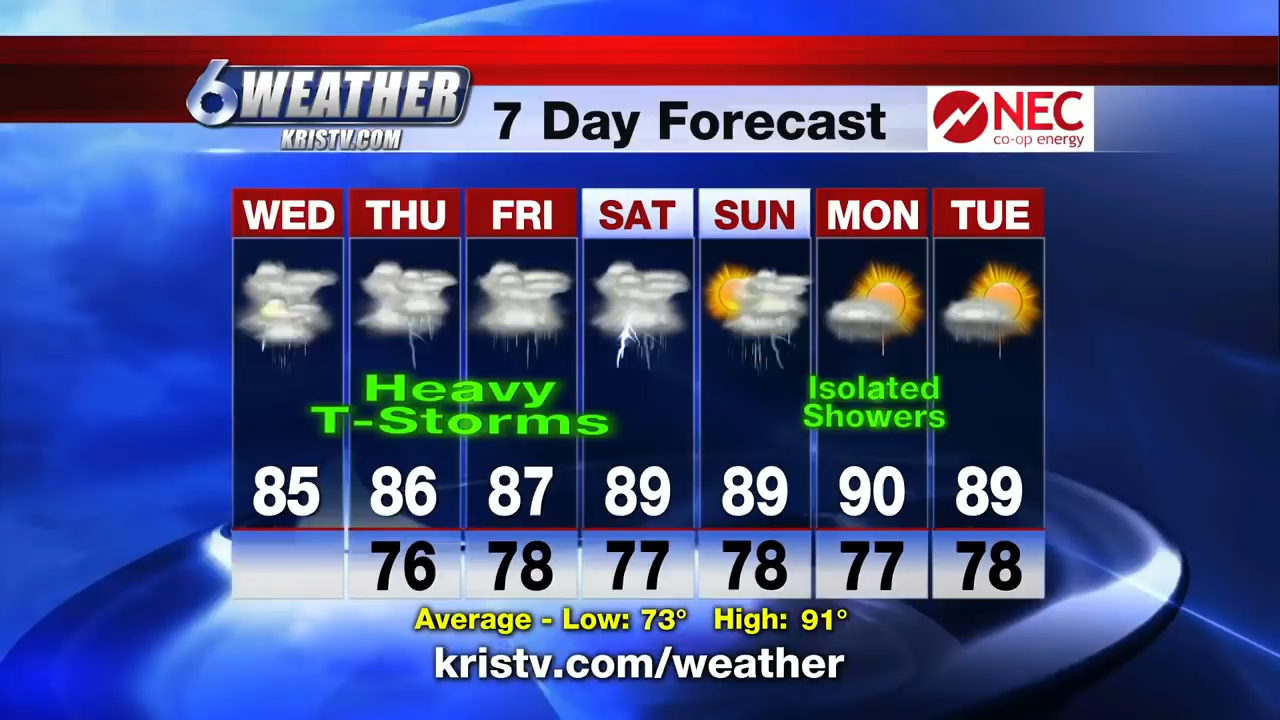 6 WEATHER
KRISTV.COM
7 Day Forecast
NEC
co-op energy
WED THU FRI SAT SUN MON TUE
Heavy
T-Storms
Isolated
Showers
85 86 87 89 89 90 89
76 78 77 78 77 78
Average - Low: 73° High: 91°
kristv.com/weather